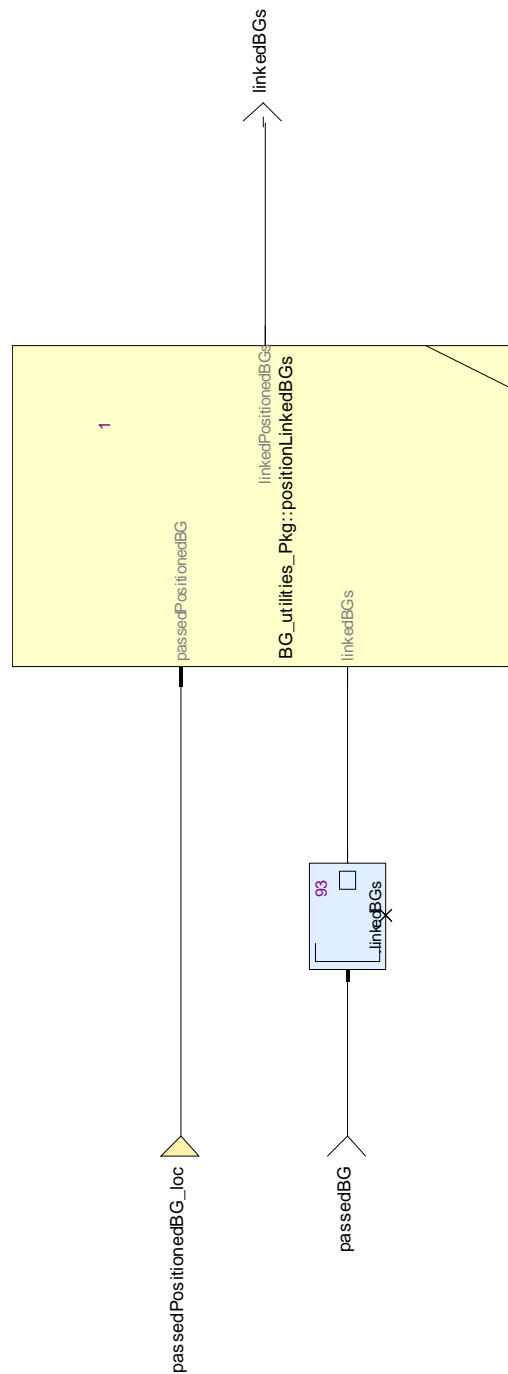 passedPositionedBG_loc
passedBG
93
.linkedBGs
1
passedPositionedBG
linkedPositionedBGs
BG_utilities_Pkg::positionLinkedBGs
linkedBGs
linkedBGs